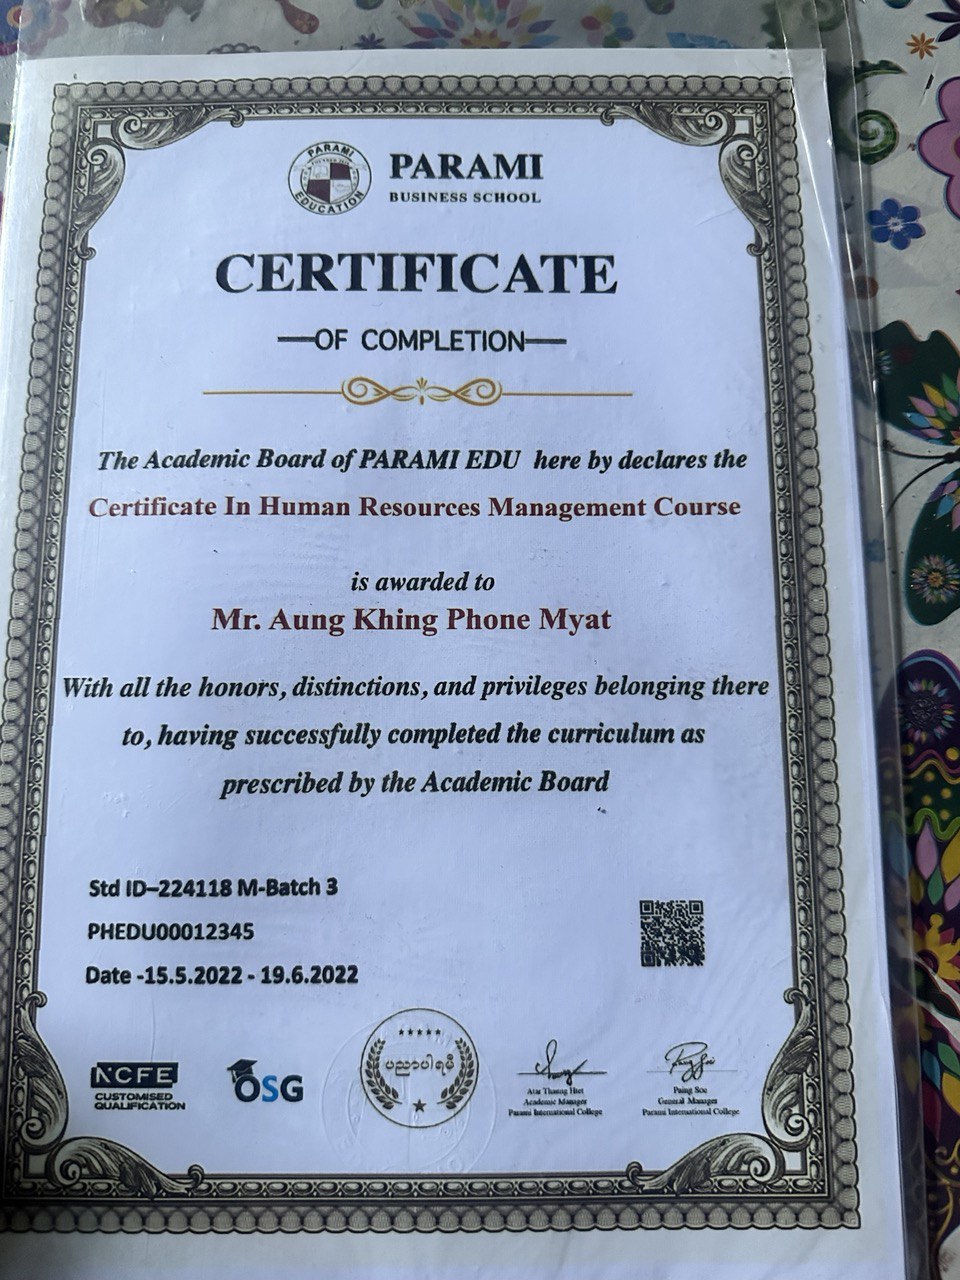 PARAMI
EDUCATION
PARAMI
BUSINESS SCHOOL
CERTIFICATE
OF COMPLETION
The Academic Board of PARAMI EDU here by declares the
Certificate In Human Resources Management Course
is awarded to
Mr. Aung Khing Phone Myat
With all the honors, distinctions, and privileges belonging there
to, having successfully completed the curriculum as
prescribed by the Academic Board
Std ID–224118 M-Batch 3
PHEDU00012345
Date -15.5.2022 - 19.6.2022
NCFE
CUSTOMISED
QUALIFICATION
OSG
ပညာပါရမီ
Atar Thaung Htet
Academic Manager
Parami International College
Paing Soe
General Manager
Parami International College